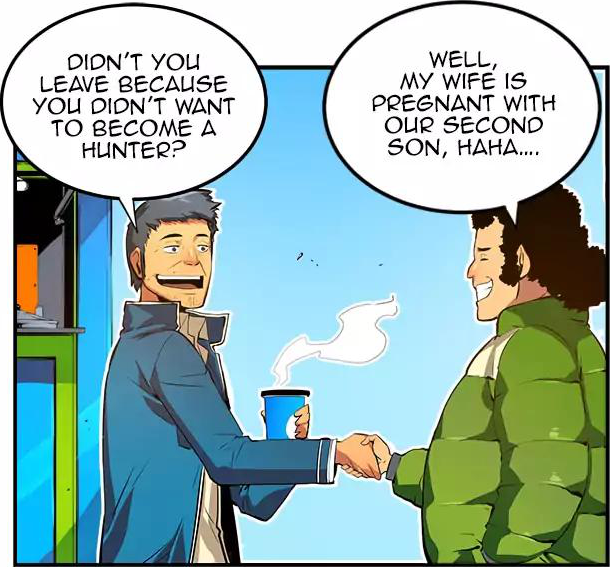 DIDN'T YOU
LEAVE BECAUSE
YOU DIDN'T WANT
TO BECOME A
HUNTER?
WELL,
MY WIFE IS
PREGNANT WITH
OUR SECOND
SON, HAHA....